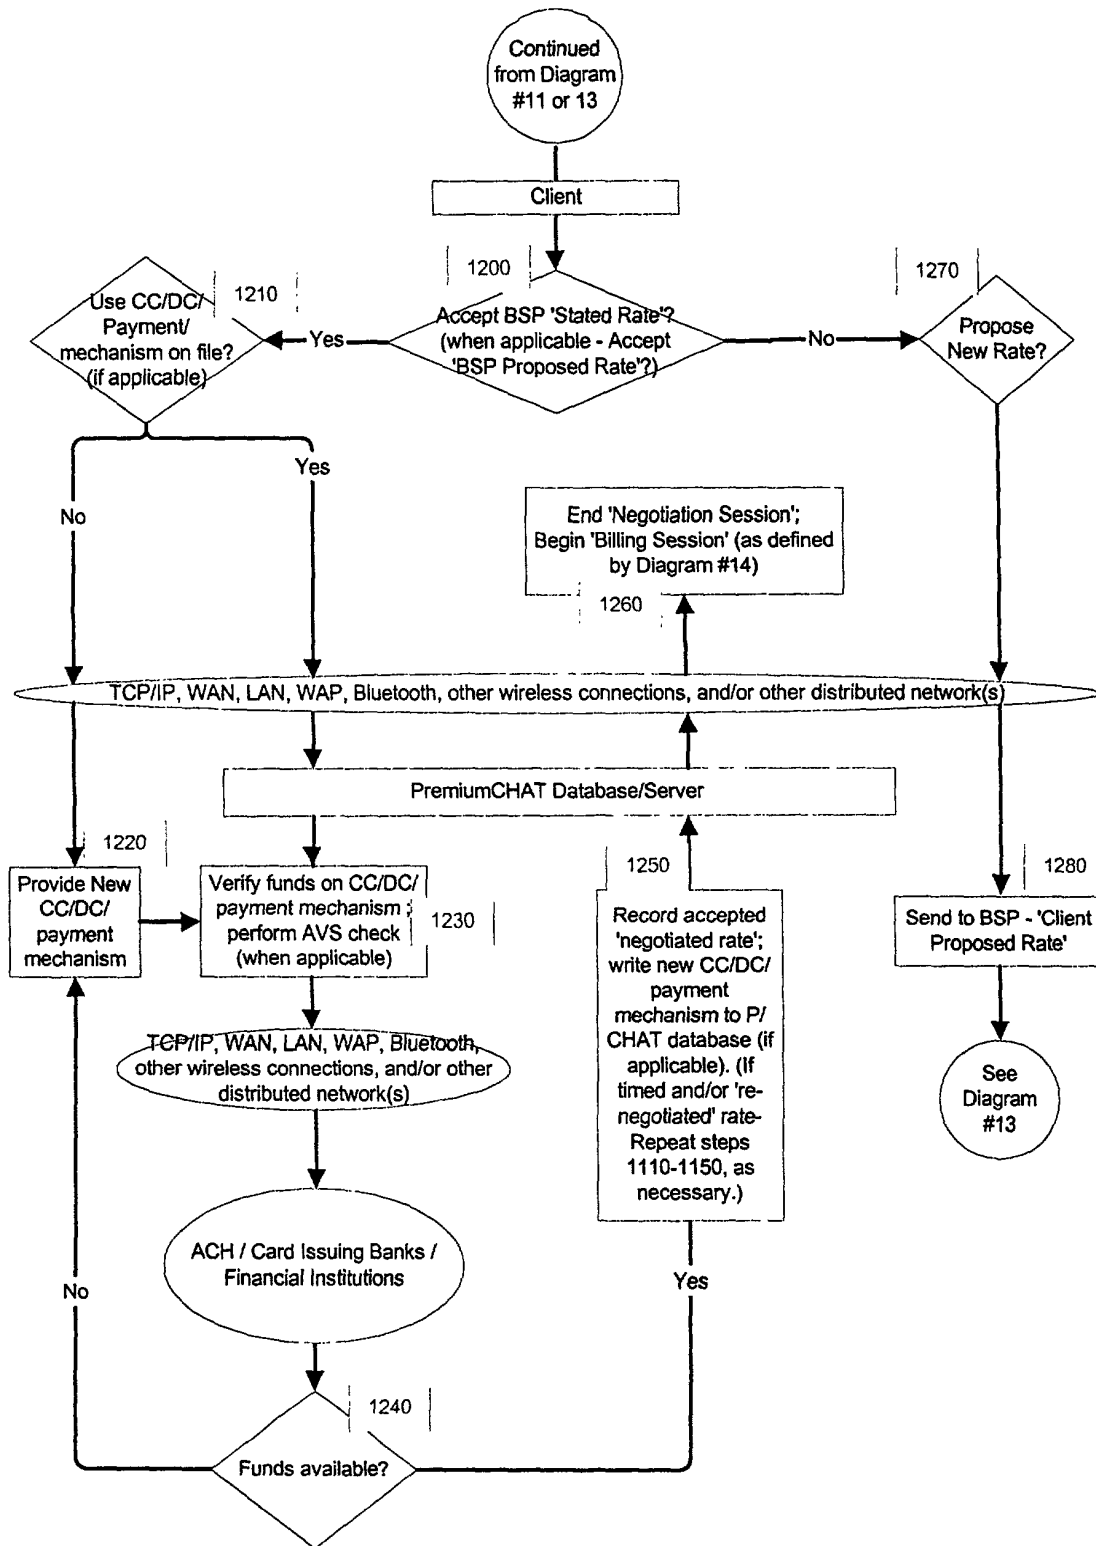 Continued
from Diagram
#11 or 13
Client
1200
1270
1210
Use CC/DC/
Payment/
mechanism on file?
(if applicable)
Yes
Accept BSP 'Stated Rate'?
(when applicable - Accept
'BSP Proposed Rate'?)
No
Propose
New Rate?
No
Yes
End 'Negotiation Session';
Begin 'Billing Session' (as defined
by Diagram #14)
1260
TCP/IP, WAN, LAN, WAP, Bluetooth, other wireless connections, and/or other distributed network(s)
PremiumCHAT Database/Server
1220
Provide New
CC/DC/
payment
mechanism
Verify funds on CC/DC/
payment mechanism ;
perform AVS check
(when applicable)
1230
1250
Record accepted
'negotiated rate';
write new CC/DC/
payment
mechanism to P/
CHAT database (if
applicable). (If
timed and/or 're-
negotiated' rate-
Repeat steps
1110-1150, as
necessary.)
1280
Send to BSP - 'Client
Proposed Rate'
TCP/IP, WAN, LAN, WAP, Bluetooth,
other wireless connections, and/or other
distributed network(s)
See
Diagram
#13
ACH / Card Issuing Banks /
Financial Institutions
No
Yes
1240
Funds available?